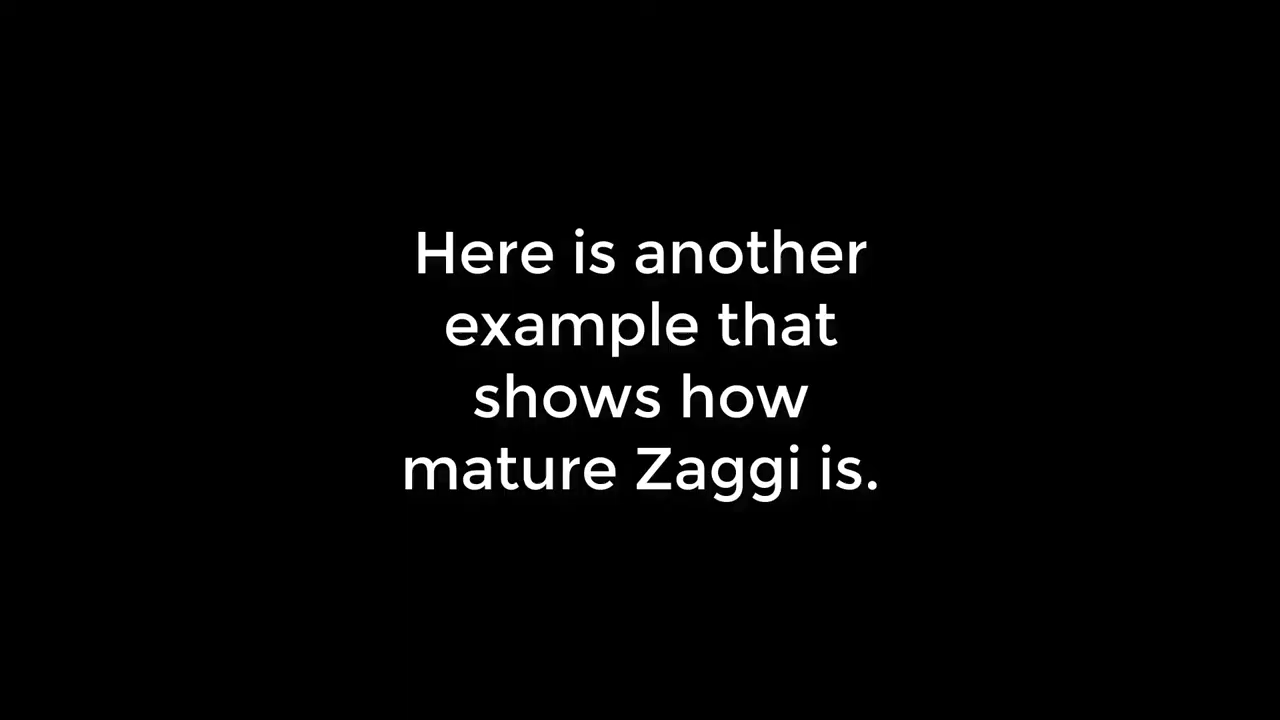 Here is another
example that
shows how
mature Zaggi is.